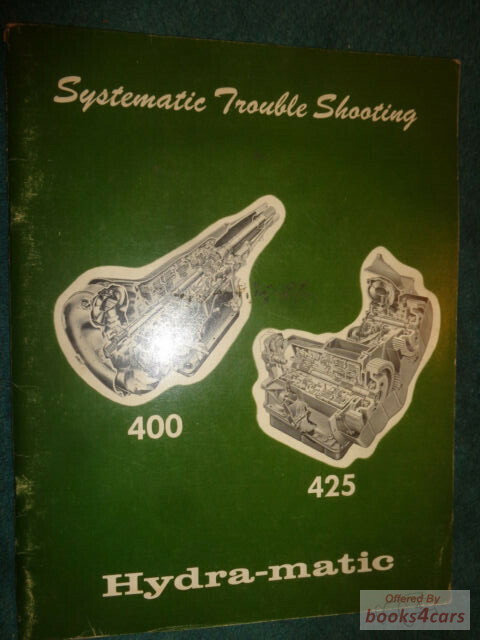 Systematic Trouble Shooting
400
425
Hydra-matic
Offered By
books4cars